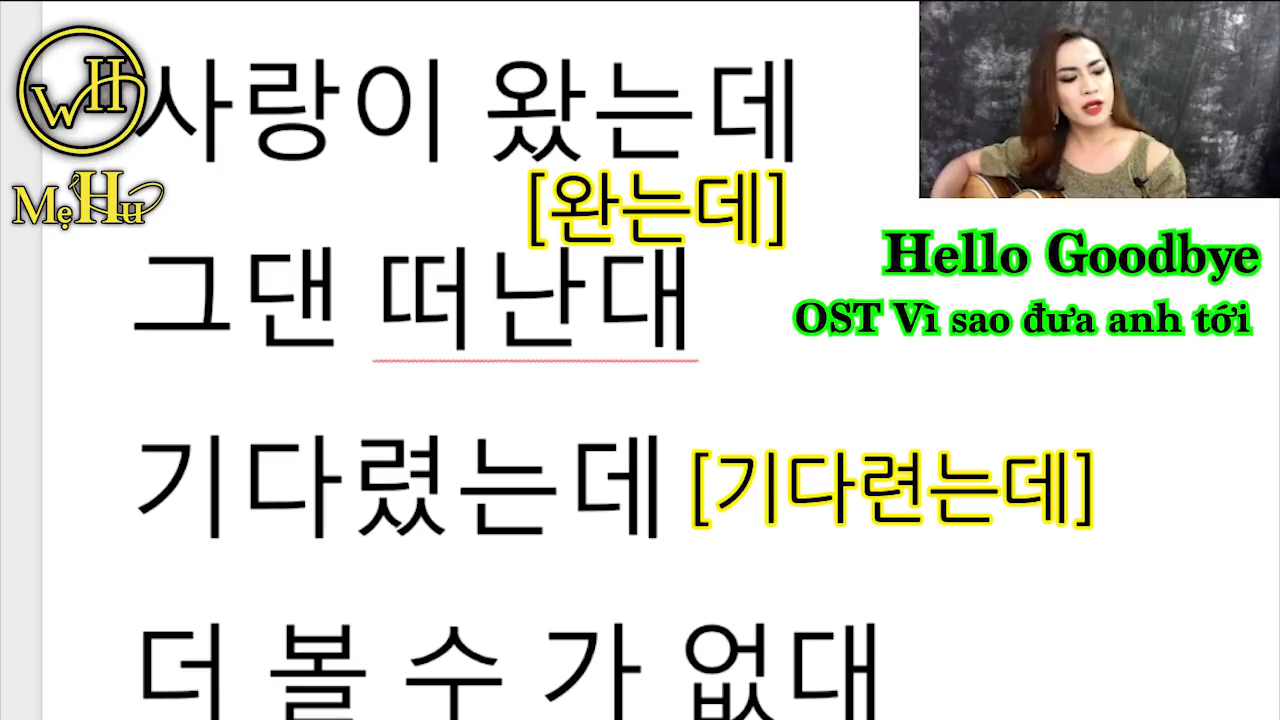 WH
MẹHu
사랑이 왔는데
[완는데]
그댄 떠난대
기다렸는데 [기다련는데]
더 볼 수 가 없대
Hello Goodbye
OST Vì sao đưa anh tới